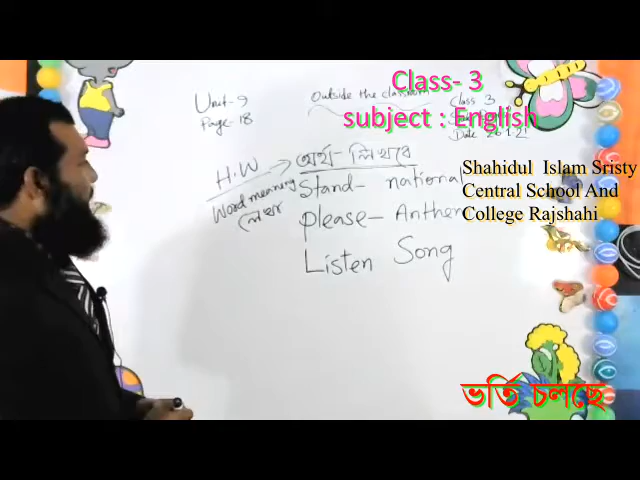 Class- 3
subject : English
Shahidul Islam Sristy
Central School And
College Rajshahi
Unit-9
Page-18
Outside the classroom
Class 3
Date 26.1.21
H.W
Word meaning
লেখার
অর্থ- লিখবে
Stand- national
please- Anthem
Listen Song
ভর্তি চলছে